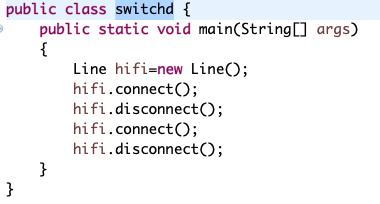 public class switchd {
    public static void main(String[] args)
    {
        Line hifi=new Line();
        hifi.connect();
        hifi.disconnect();
        hifi.connect();
        hifi.disconnect();
    }
}